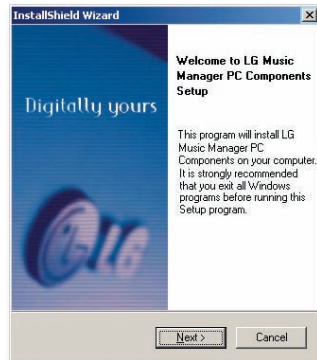 InstallShield Wizard
Digitally yours
LG
Welcome to LG Music
Manager PC Components
Setup
This program will install LG
Music Manager PC
Components on your computer.
It is strongly recommended
that you exit all Windows
programs before running this
Setup program.
Next >
Cancel